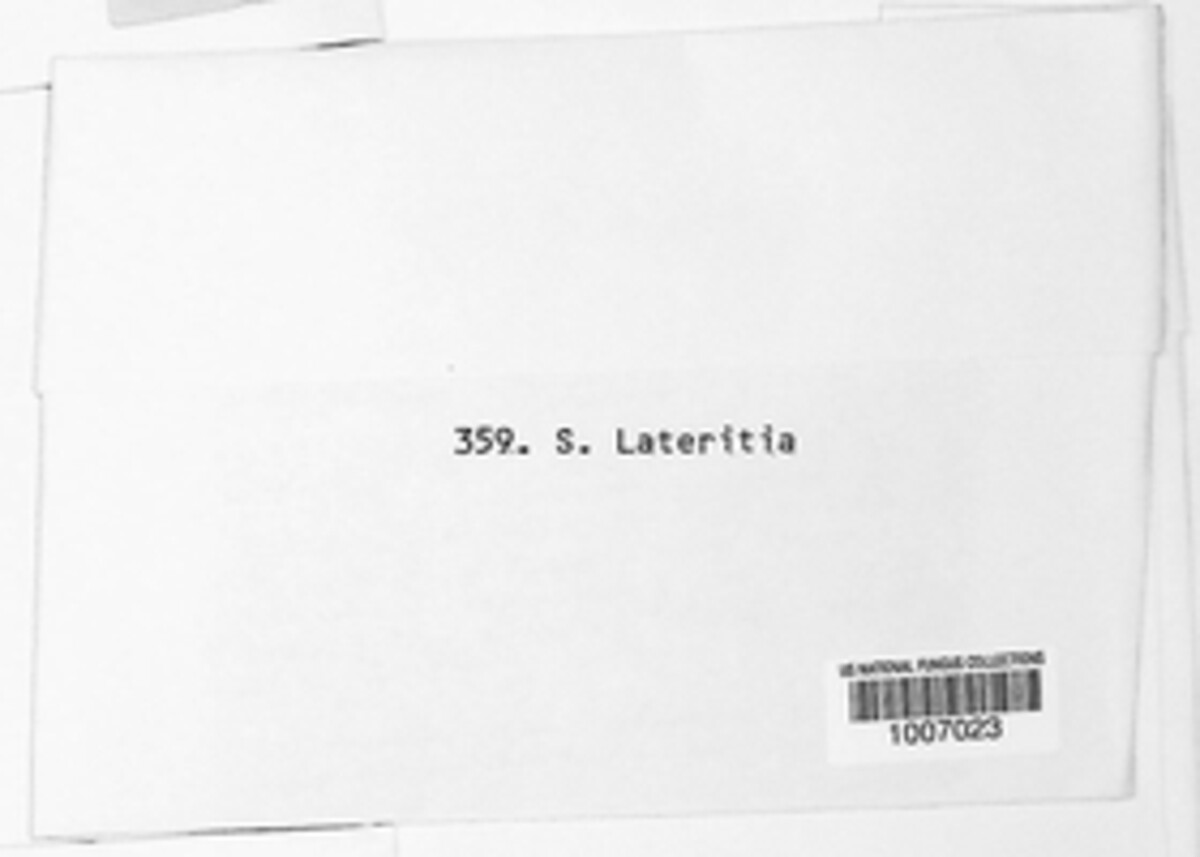 359. S. Lateritia
US NATIONAL FUNGUS COLLECTIONS
1007023